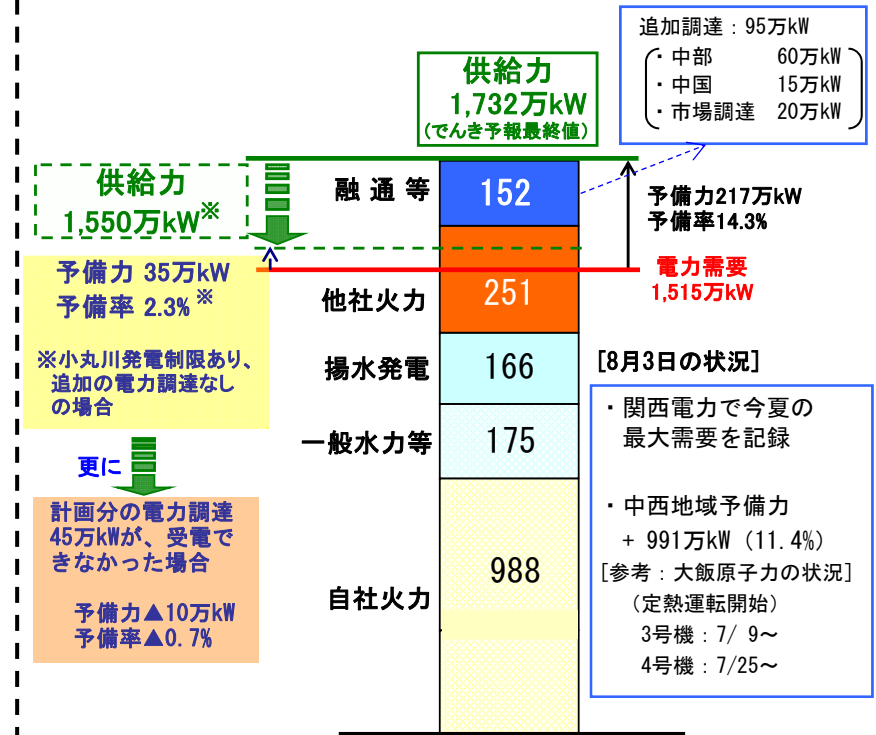 追加調達：95万kW
・中部 60万kW
・中国 15万kW
・市場調達 20万kW
供給力
1,732万kW
(でんき予報最終値)
供給力
1,550万kW※
融通等
152
予備力217万kW
予備率14.3%
予備力 35万kW
予備率 2.3%※
※小丸川発電制限あり、
追加の電力調達なし
の場合
電力需要
1,515万kW
他社火力
251
揚水発電
166
一般水力等
175
自社火力
988
更に
計画分の電力調達
45万kWが、受電で
きなかった場合
予備力▲10万kW
予備率▲0.7%
[8月3日の状況]
・関西電力で今夏の
最大需要を記録
・中西地域予備力
+ 991万kW (11.4%)
[参考：大飯原子力の状況]
(定熱運転開始)
3号機：7/ 9～
4号機：7/25～